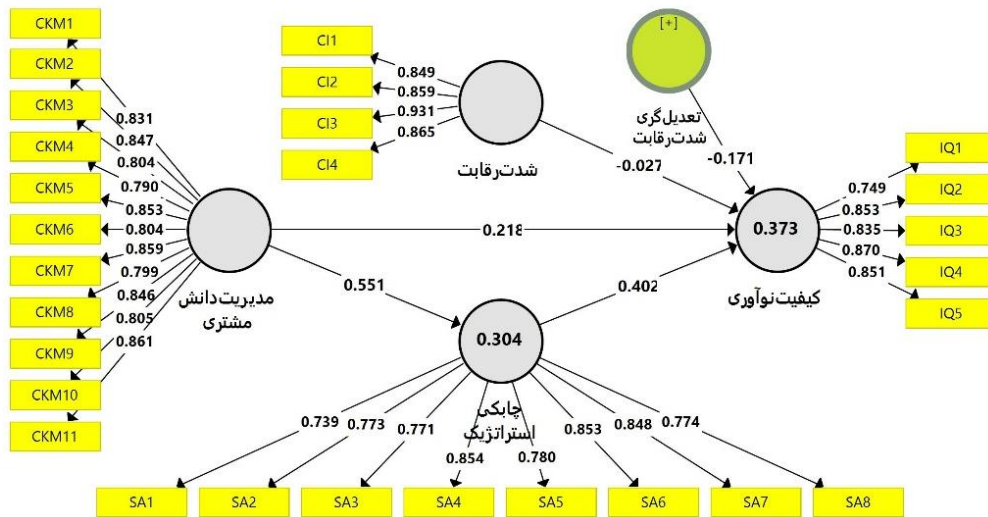 CKM1
CKM2
CKM3
CKM4
CKM5
CKM6
CKM7
CKM8
CKM9
CKM10
CKM11
0.831
0.847
0.804
0.790
0.853
0.804
0.859
0.799
0.846
0.805
0.861
مدیریت دانش
مشتری
CI1
CI2
CI3
CI4
0.849
0.859
0.931
0.865
شدت رقابت
[+]
تعدیل‌گری
شدت رقابت
-0.171
-0.027
0.218
0.551
0.402
0.373
کیفیت نوآوری
0.749
0.853
0.835
0.870
0.851
IQ1
IQ2
IQ3
IQ4
IQ5
0.304
چابکی
استراتژیک
0.739
0.773
0.771
0.854
0.780
0.853
0.848
0.774
SA1
SA2
SA3
SA4
SA5
SA6
SA7
SA8